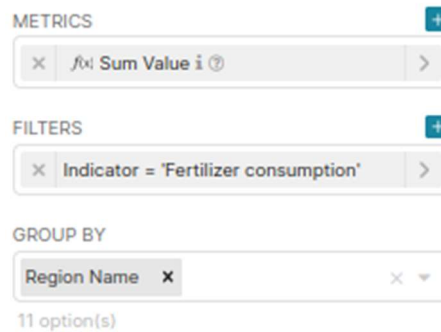 METRICS
f(x) Sum Value i ?
FILTERS
Indicator = 'Fertilizer consumption'
GROUP BY
Region Name
11 option(s)